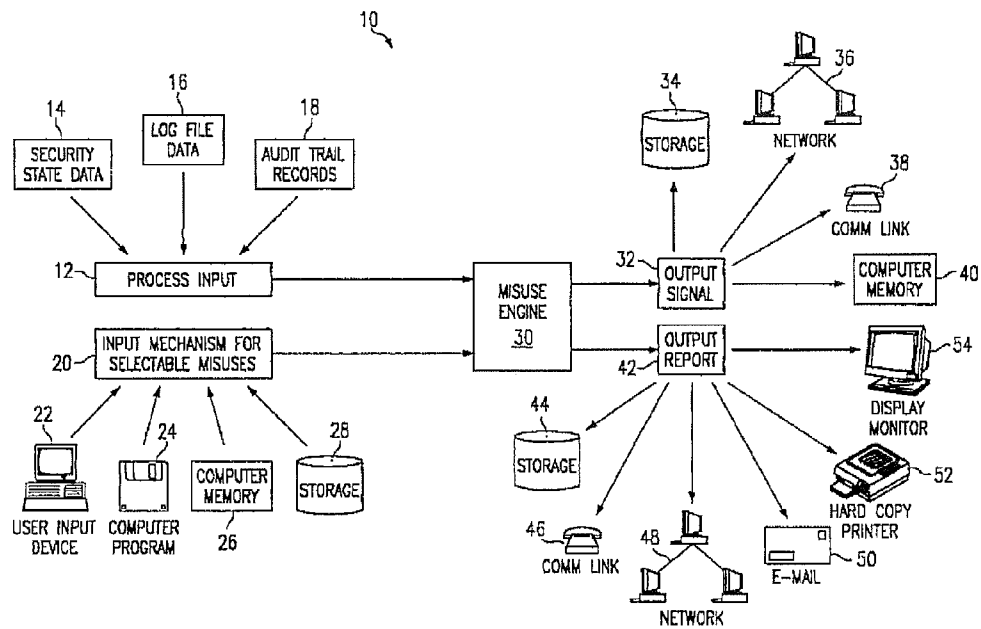 10
14
SECURITY
STATE DATA
16
LOG FILE
DATA
18
AUDIT TRAIL
RECORDS
12
PROCESS INPUT
20
INPUT MECHANISM FOR
SELECTABLE MISUSES
22
USER INPUT
DEVICE
24
COMPUTER
PROGRAM
COMPUTER
MEMORY
26
28
STORAGE
MISUSE
ENGINE
30
32
OUTPUT
SIGNAL
34
STORAGE
36
NETWORK
38
COMM LINK
COMPUTER
MEMORY
40
OUTPUT
REPORT
42
54
DISPLAY
MONITOR
52
HARD COPY
PRINTER
50
E-MAIL
48
NETWORK
46
COMM LINK
44
STORAGE